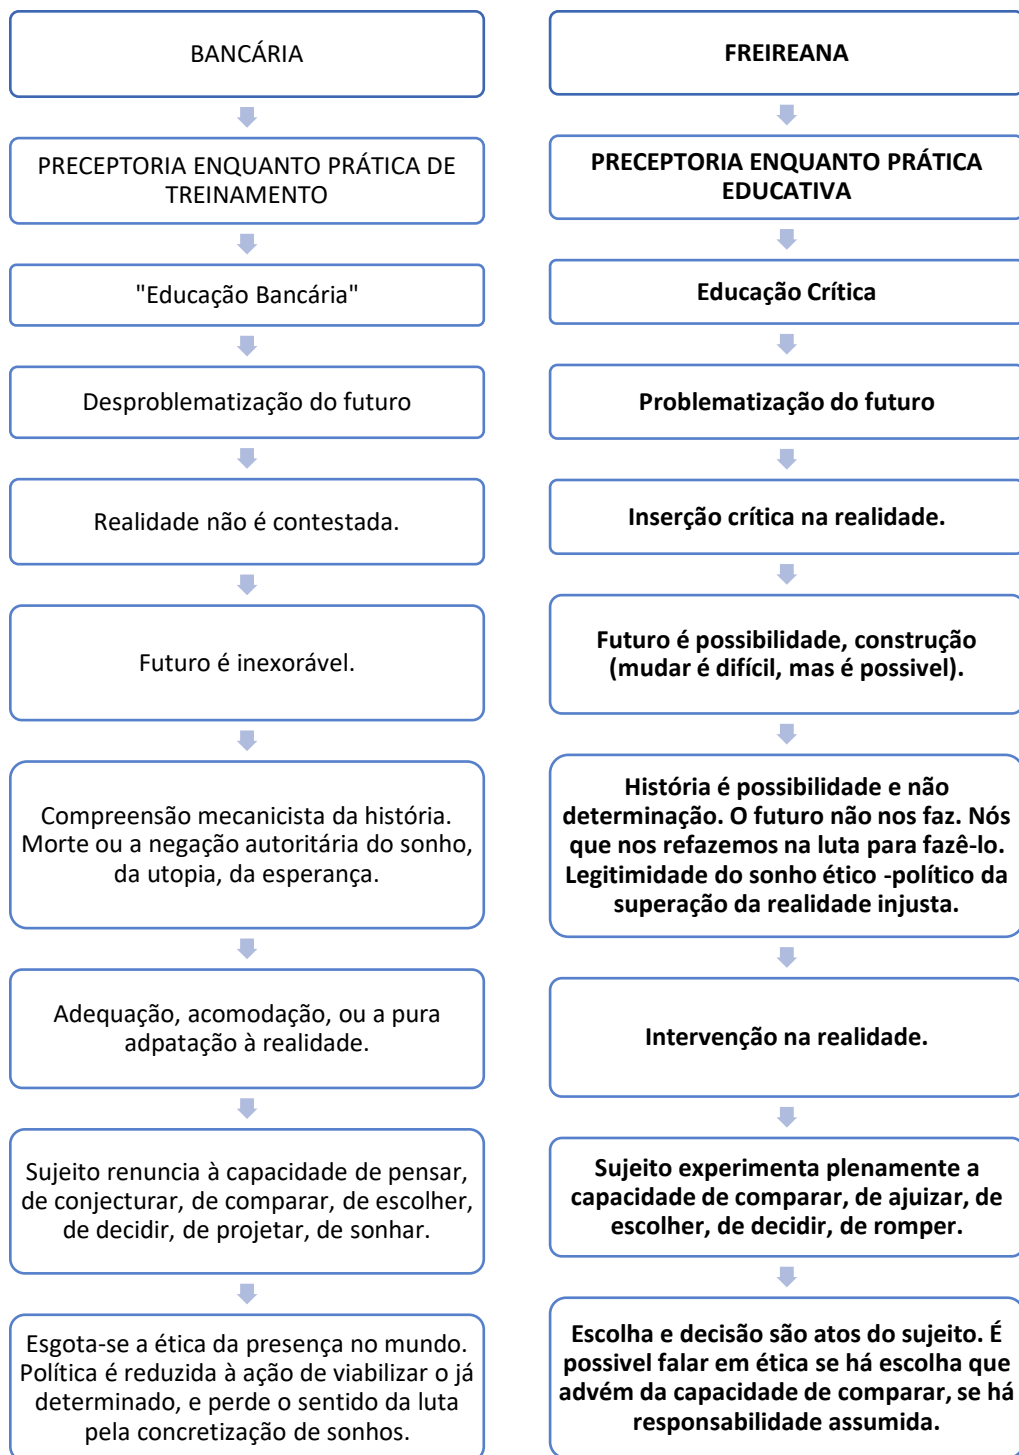 BANCÁRIA
PRECEPTORIA ENQUANTO PRÁTICA DE
TREINAMENTO
"Educação Bancária"
Desproblematização do futuro
Realidade não é contestada.
Futuro é inexorável.
Compreensão mecanicista da história.
Morte ou a negação autoritária do sonho,
da utopia, da esperança.
Adequação, acomodação, ou a pura
adpatação à realidade.
Sujeito renuncia à capacidade de pensar,
de conjecturar, de comparar, de escolher,
de decidir, de projetar, de sonhar.
Esgota-se a ética da presença no mundo.
Política é reduzida à ação de viabilizar o já
determinado, e perde o sentido da luta
pela concretização de sonhos.
FREIREANA
PRECEPTORIA ENQUANTO PRÁTICA
EDUCATIVA
Educação Crítica
Problematização do futuro
Inserção crítica na realidade.
Futuro é possibilidade, construção
(mudar é difícil, mas é possivel).
História é possibilidade e não
determinação. O futuro não nos faz. Nós
que nos refazemos na luta para fazê-lo.
Legitimidade do sonho ético -político da
superação da realidade injusta.
Intervenção na realidade.
Sujeito experimenta plenamente a
capacidade de comparar, de ajuizar, de
escolher, de decidir, de romper.
Escolha e decisão são atos do sujeito. É
possivel falar em ética se há escolha que
advém da capacidade de comparar, se há
responsabilidade assumida.